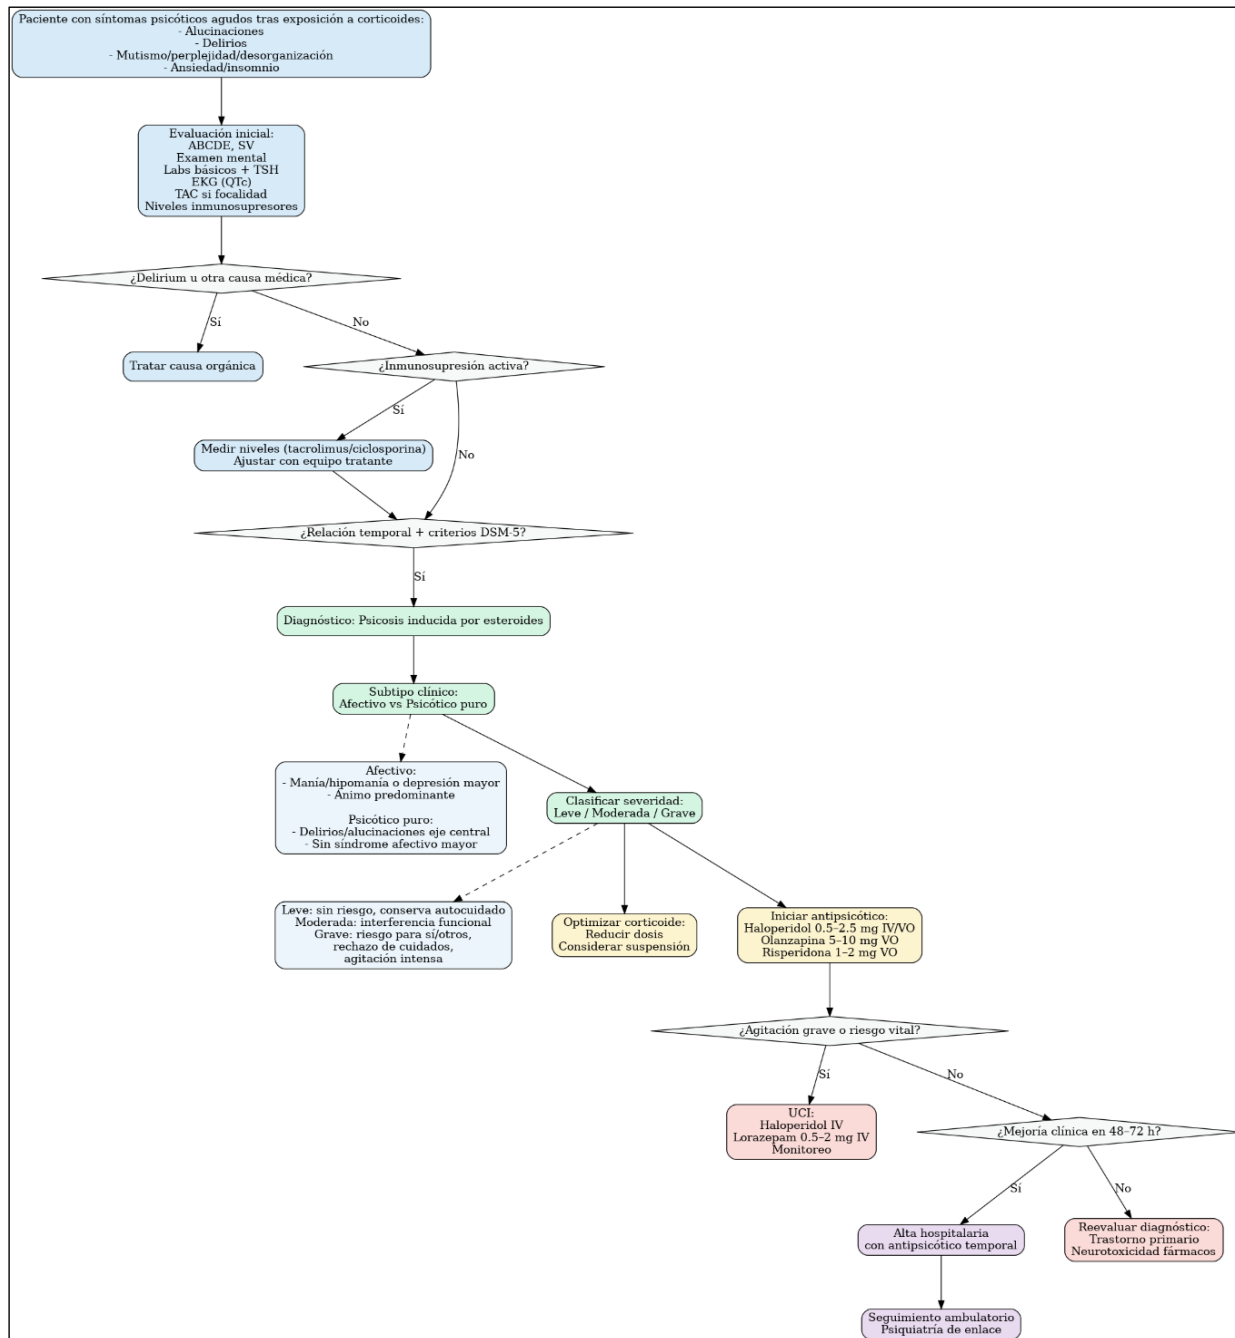 Paciente con síntomas psicóticos agudos tras exposición a corticoides:
- Alucinaciones
- Delirios
- Mutismo/perplejidad/desorganización
- Ansiedad/insomnio
Evaluación inicial:
ABCDE, SV
Examen mental
Labs básicos + TSH
EKG (QTc)
TAC si focalidad
Niveles inmunosupresores
¿Delirium u otra causa médica?
Sí
No
Tratar causa orgánica
¿Inmunosupresión activa?
Sí
No
Medir niveles (tacrolimus/ciclosporina)
Ajustar con equipo tratante
¿Relación temporal + criterios DSM-5?
Sí
Diagnóstico: Psicosis inducida por esteroides
Subtipo clínico:
Afectivo vs Psicótico puro
Afectivo:
- Manía/hipomanía o depresión mayor
- Ánimo predominante
Psicótico puro:
- Delirios/alucinaciones eje central
- Sin síndrome afectivo mayor
Clasificar severidad:
Leve / Moderada / Grave
Leve: sin riesgo, conserva autocuidado
Moderada: interferencia funcional
Grave: riesgo para sí/otros,
rechazo de cuidados,
agitación intensa
Optimizar corticoide:
Reducir dosis
Considerar suspensión
Iniciar antipsicótico:
Haloperidol 0.5–2.5 mg IV/VO
Olanzapina 5–10 mg VO
Risperidona 1–2 mg VO
¿Agitación grave o riesgo vital?
Sí
No
UCI:
Haloperidol IV
Lorazepam 0.5–2 mg IV
Monitoreo
¿Mejoría clínica en 48–72 h?
Sí
No
Alta hospitalaria
con antipsicótico temporal
Reevaluar diagnóstico:
Trastorno primario
Neurotoxicidad fármacos
Seguimiento ambulatorio
Psiquiatría de enlace